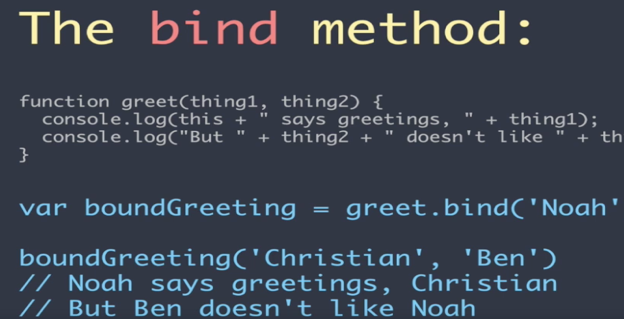 The bind method:
function greet(thing1, thing2) {
console.log(this + " says greetings, " + thing1);
console.log("But " + thing2 + " doesn't like " + th
}
var boundGreeting = greet.bind('Noah'
boundGreeting('Christian', 'Ben')
// Noah says greetings, Christian
// But Ben doesn't like Noah